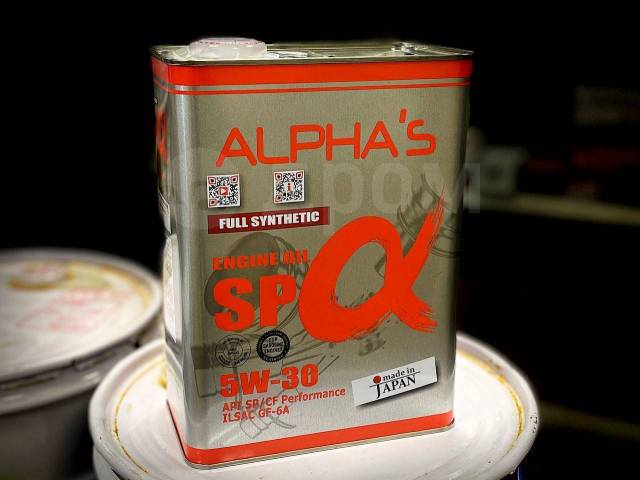 ALPHA'S
FULL SYNTHETIC
ENGINE OIL
SP α
5W-30
API SP/CF Performance
ILSAC GF-6A
made in
JAPAN